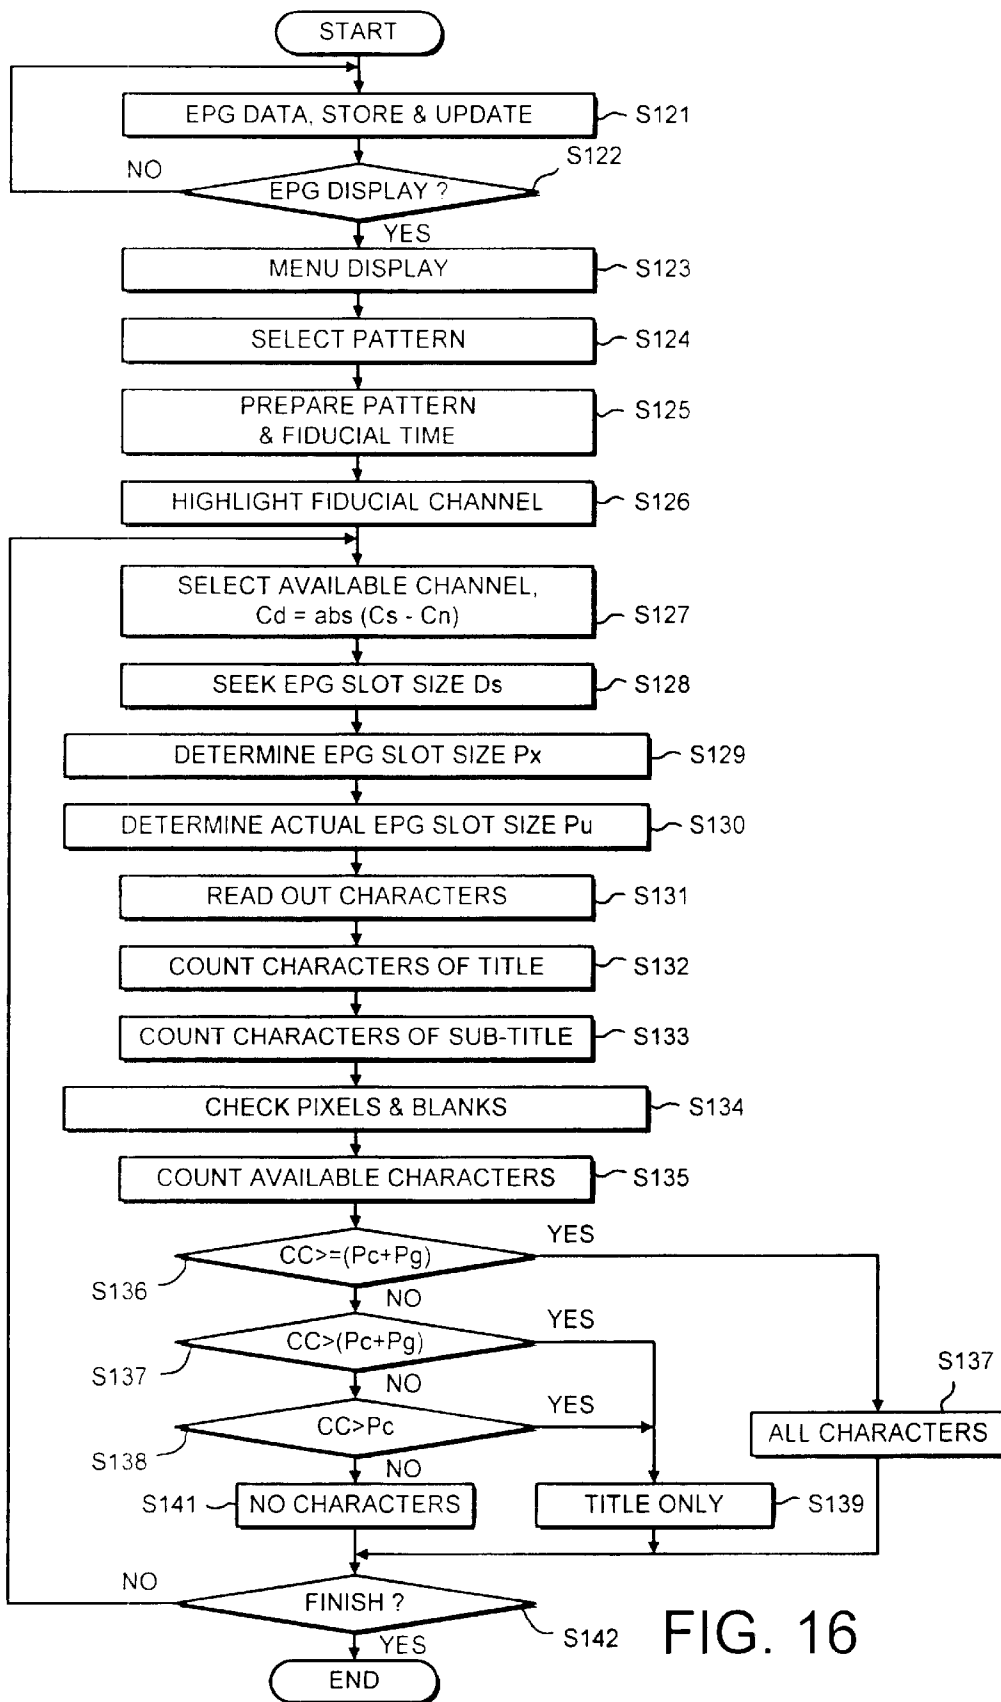 START
EPG DATA, STORE & UPDATE
S121
NO
S122
EPG DISPLAY ?
YES
MENU DISPLAY
S123
SELECT PATTERN
S124
PREPARE PATTERN
& FIDUCIAL TIME
S125
HIGHLIGHT FIDUCIAL CHANNEL
S126
SELECT AVAILABLE CHANNEL,
Cd = abs (Cs - Cn)
S127
SEEK EPG SLOT SIZE Ds
S128
DETERMINE EPG SLOT SIZE Px
S129
DETERMINE ACTUAL EPG SLOT SIZE Pu
S130
READ OUT CHARACTERS
S131
COUNT CHARACTERS OF TITLE
S132
COUNT CHARACTERS OF SUB-TITLE
S133
CHECK PIXELS & BLANKS
S134
COUNT AVAILABLE CHARACTERS
S135
YES
CC>=(Pc+Pg)
S136
NO
YES
CC>(Pc+Pg)
S137
NO
S137
YES
CC>Pc
ALL CHARACTERS
S138
NO
S141
NO CHARACTERS
TITLE ONLY
S139
NO
FINISH ?
S142
YES
END
FIG. 16